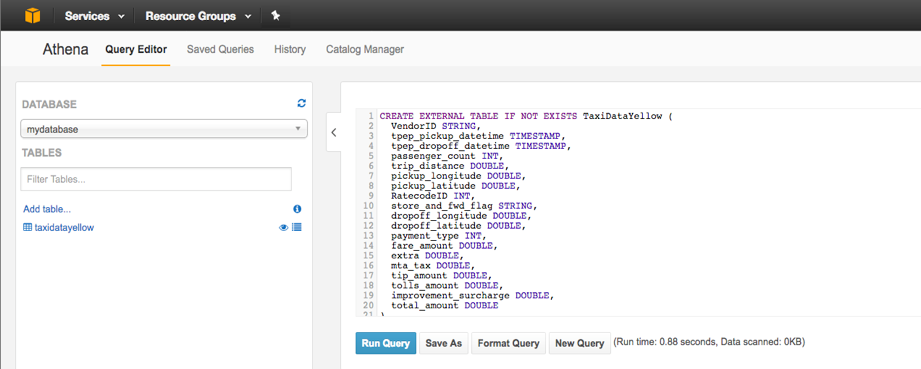 Services Resource Groups
Athena Query Editor Saved Queries History Catalog Manager
DATABASE
mydatabase
TABLES
Filter Tables...
Add table...
taxidatayellow
1 CREATE EXTERNAL TABLE IF NOT EXISTS TaxiDataYellow (
2 VendorID STRING,
3 tpep_pickup_datetime TIMESTAMP,
4 tpep_dropoff_datetime TIMESTAMP,
5 passenger_count INT,
6 trip_distance DOUBLE,
7 pickup_longitude DOUBLE,
8 pickup_latitude DOUBLE,
9 RatecodeID INT,
10 store_and_fwd_flag STRING,
11 dropoff_longitude DOUBLE,
12 dropoff_latitude DOUBLE,
13 payment_type INT,
14 fare_amount DOUBLE,
15 extra DOUBLE,
16 mta_tax DOUBLE,
17 tip_amount DOUBLE,
18 tolls_amount DOUBLE,
19 improvement_surcharge DOUBLE,
20 total_amount DOUBLE
21 )
Run Query Save As Format Query New Query (Run time: 0.88 seconds, Data scanned: 0KB)